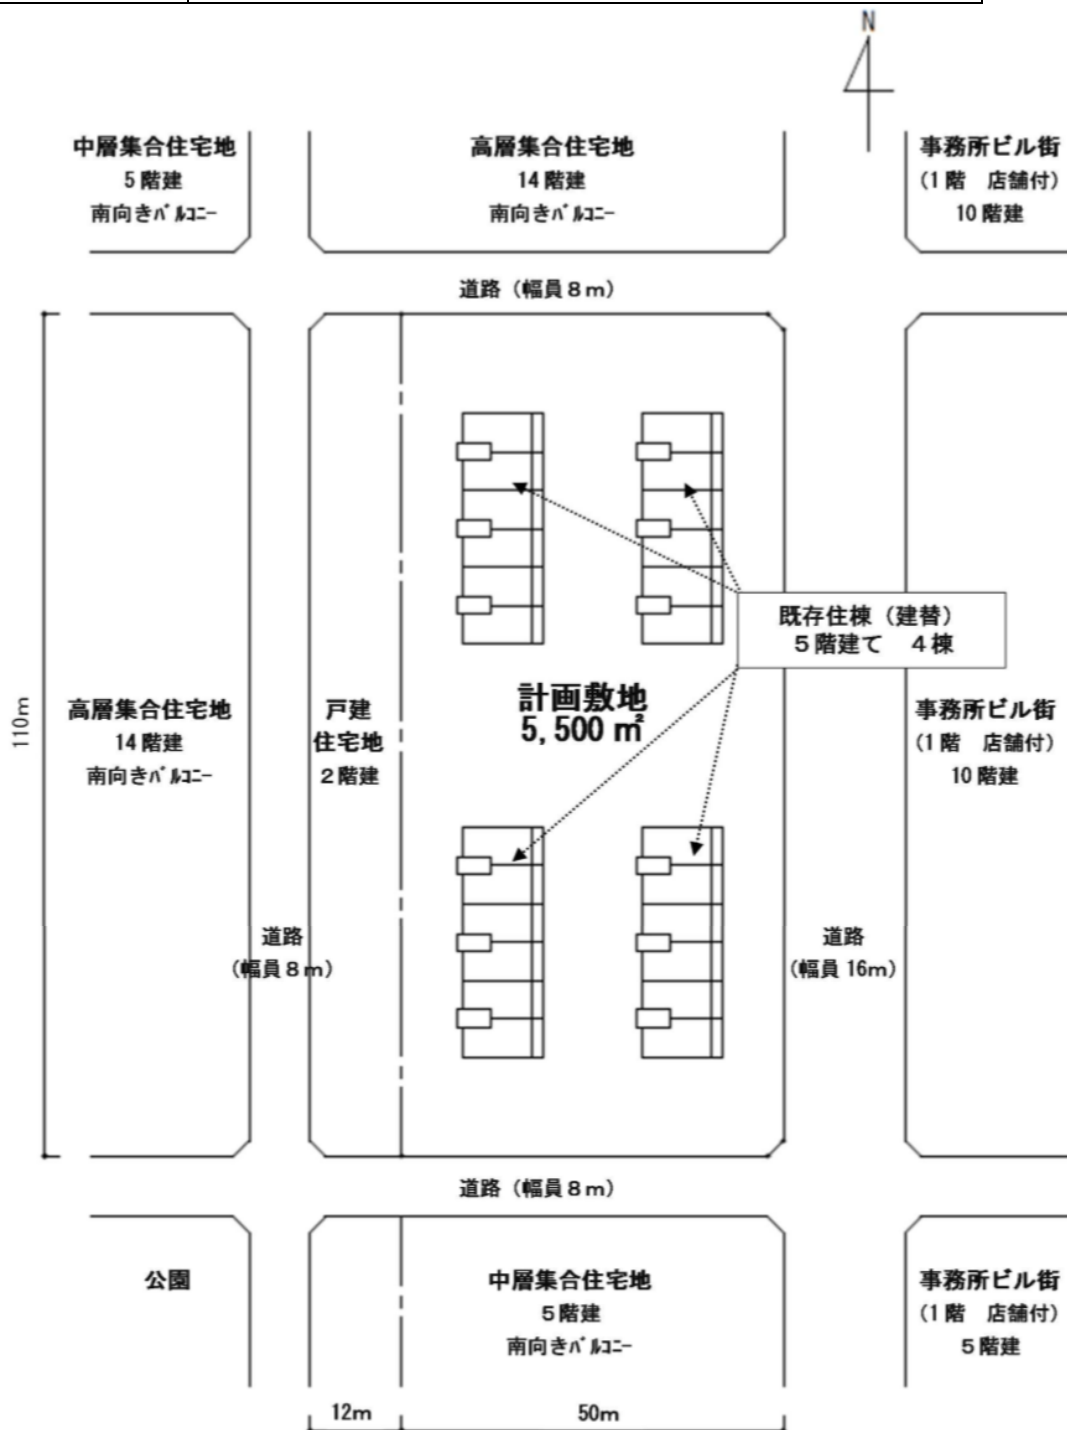 N
中層集合住宅地
5階建
南向きバルコニー
高層集合住宅地
14階建
南向きバルコニー
事務所ビル街
(1階 店舗付)
10階建
道路(幅員8m)
既存住棟(建替)
5階建て 4棟
110m
高層集合住宅地
14階建
南向きバルコニー
戸建
住宅地
2階建
計画敷地
5,500㎡
事務所ビル街
(1階 店舗付)
10階建
道路
(幅員8m)
道路
(幅員16m)
道路(幅員8m)
公園
中層集合住宅地
5階建
南向きバルコニー
事務所ビル街
(1階 店舗付)
5階建
12m
50m